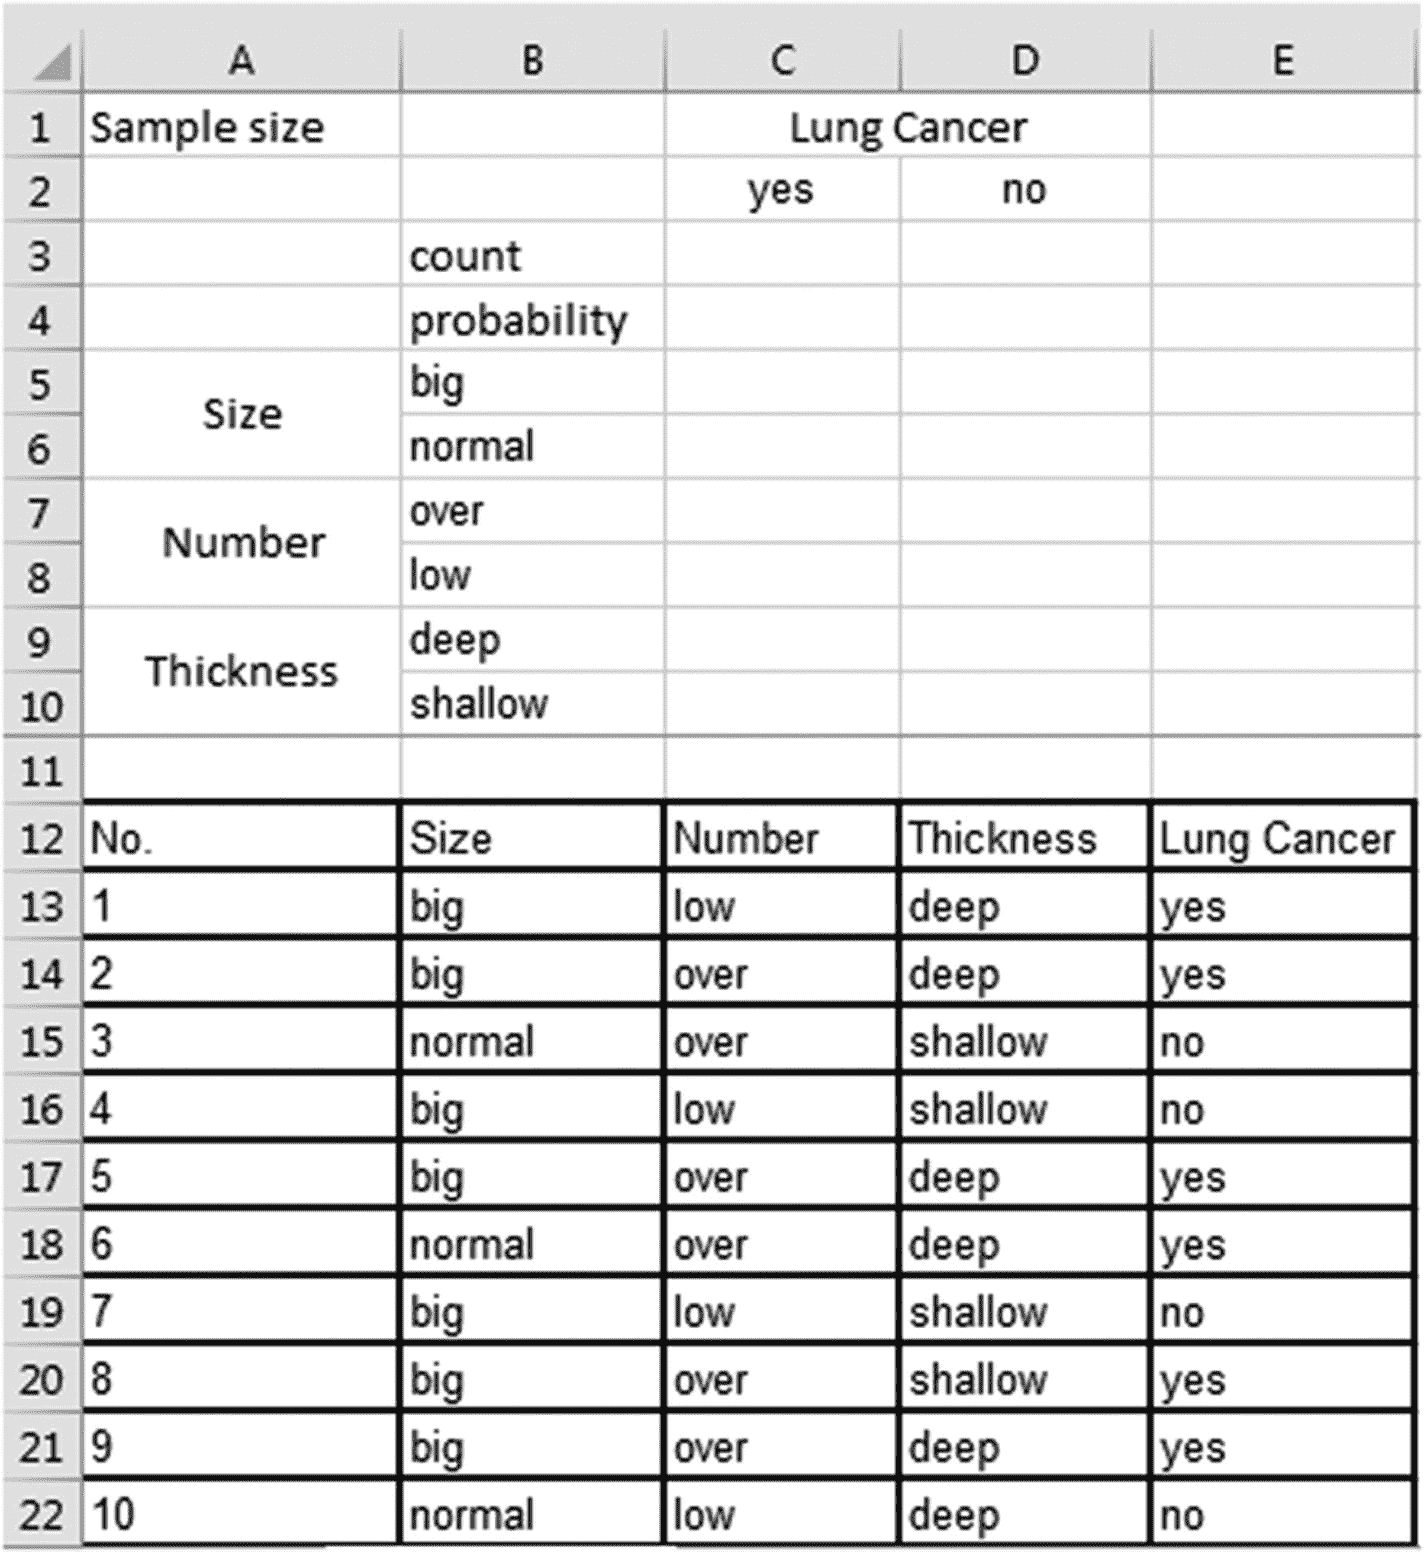 A B C D E
1 Sample size Lung Cancer
2 yes no
3 count
4 probability
5 big
Size
6 normal
7 over
Number
8 low
9 deep
Thickness
10 shallow
11
12 No. Size Number Thickness Lung Cancer
13 1 big low deep yes
14 2 big over deep yes
15 3 normal over shallow no
16 4 big low shallow no
17 5 big over deep yes
18 6 normal over deep yes
19 7 big low shallow no
20 8 big over shallow yes
21 9 big over deep yes
22 10 normal low deep no